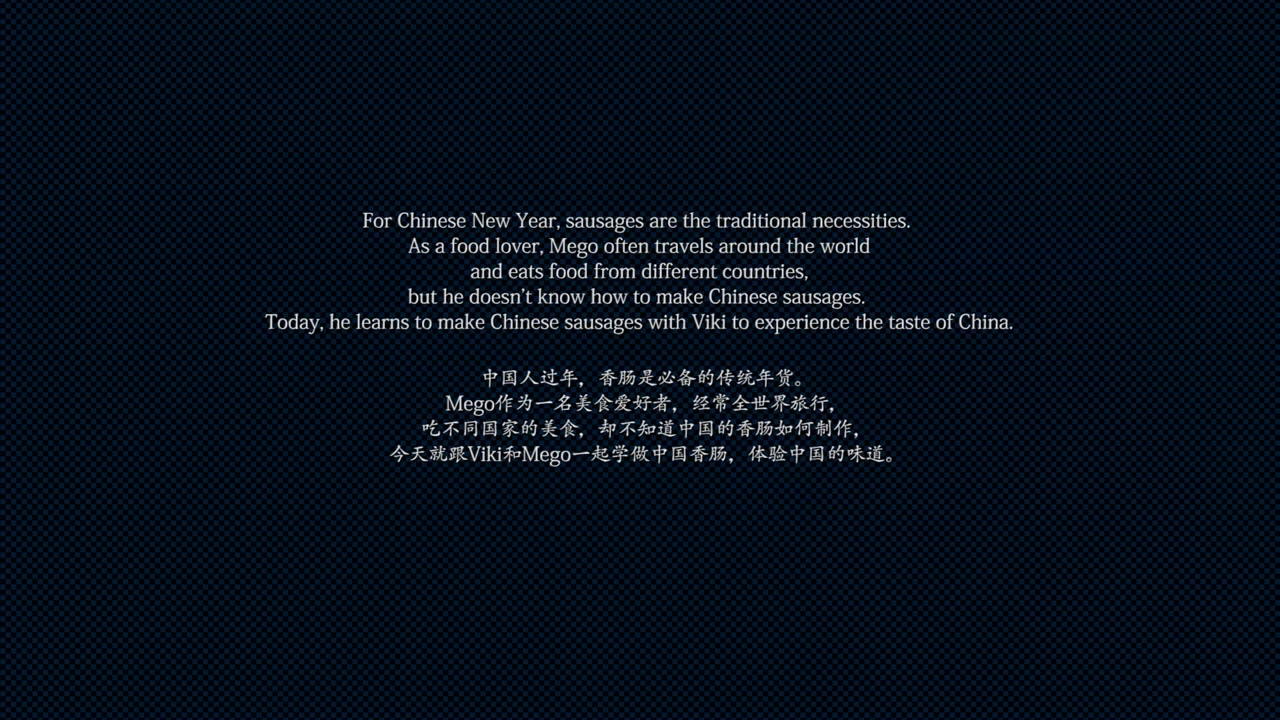 For Chinese New Year, sausages are the traditional necessities.
As a food lover, Mego often travels around the world
and eats food from different countries,
but he doesn't know how to make Chinese sausages.
Today, he learns to make Chinese sausages with Viki to experience the taste of China.
中国人过年，香肠是必备的传统年货。
Mego作为一名美食爱好者，经常全世界旅行，
吃不同国家的美食，却不知道中国的香肠如何制作，
今天就跟Viki和Mego一起学做中国香肠，体验中国的味道。